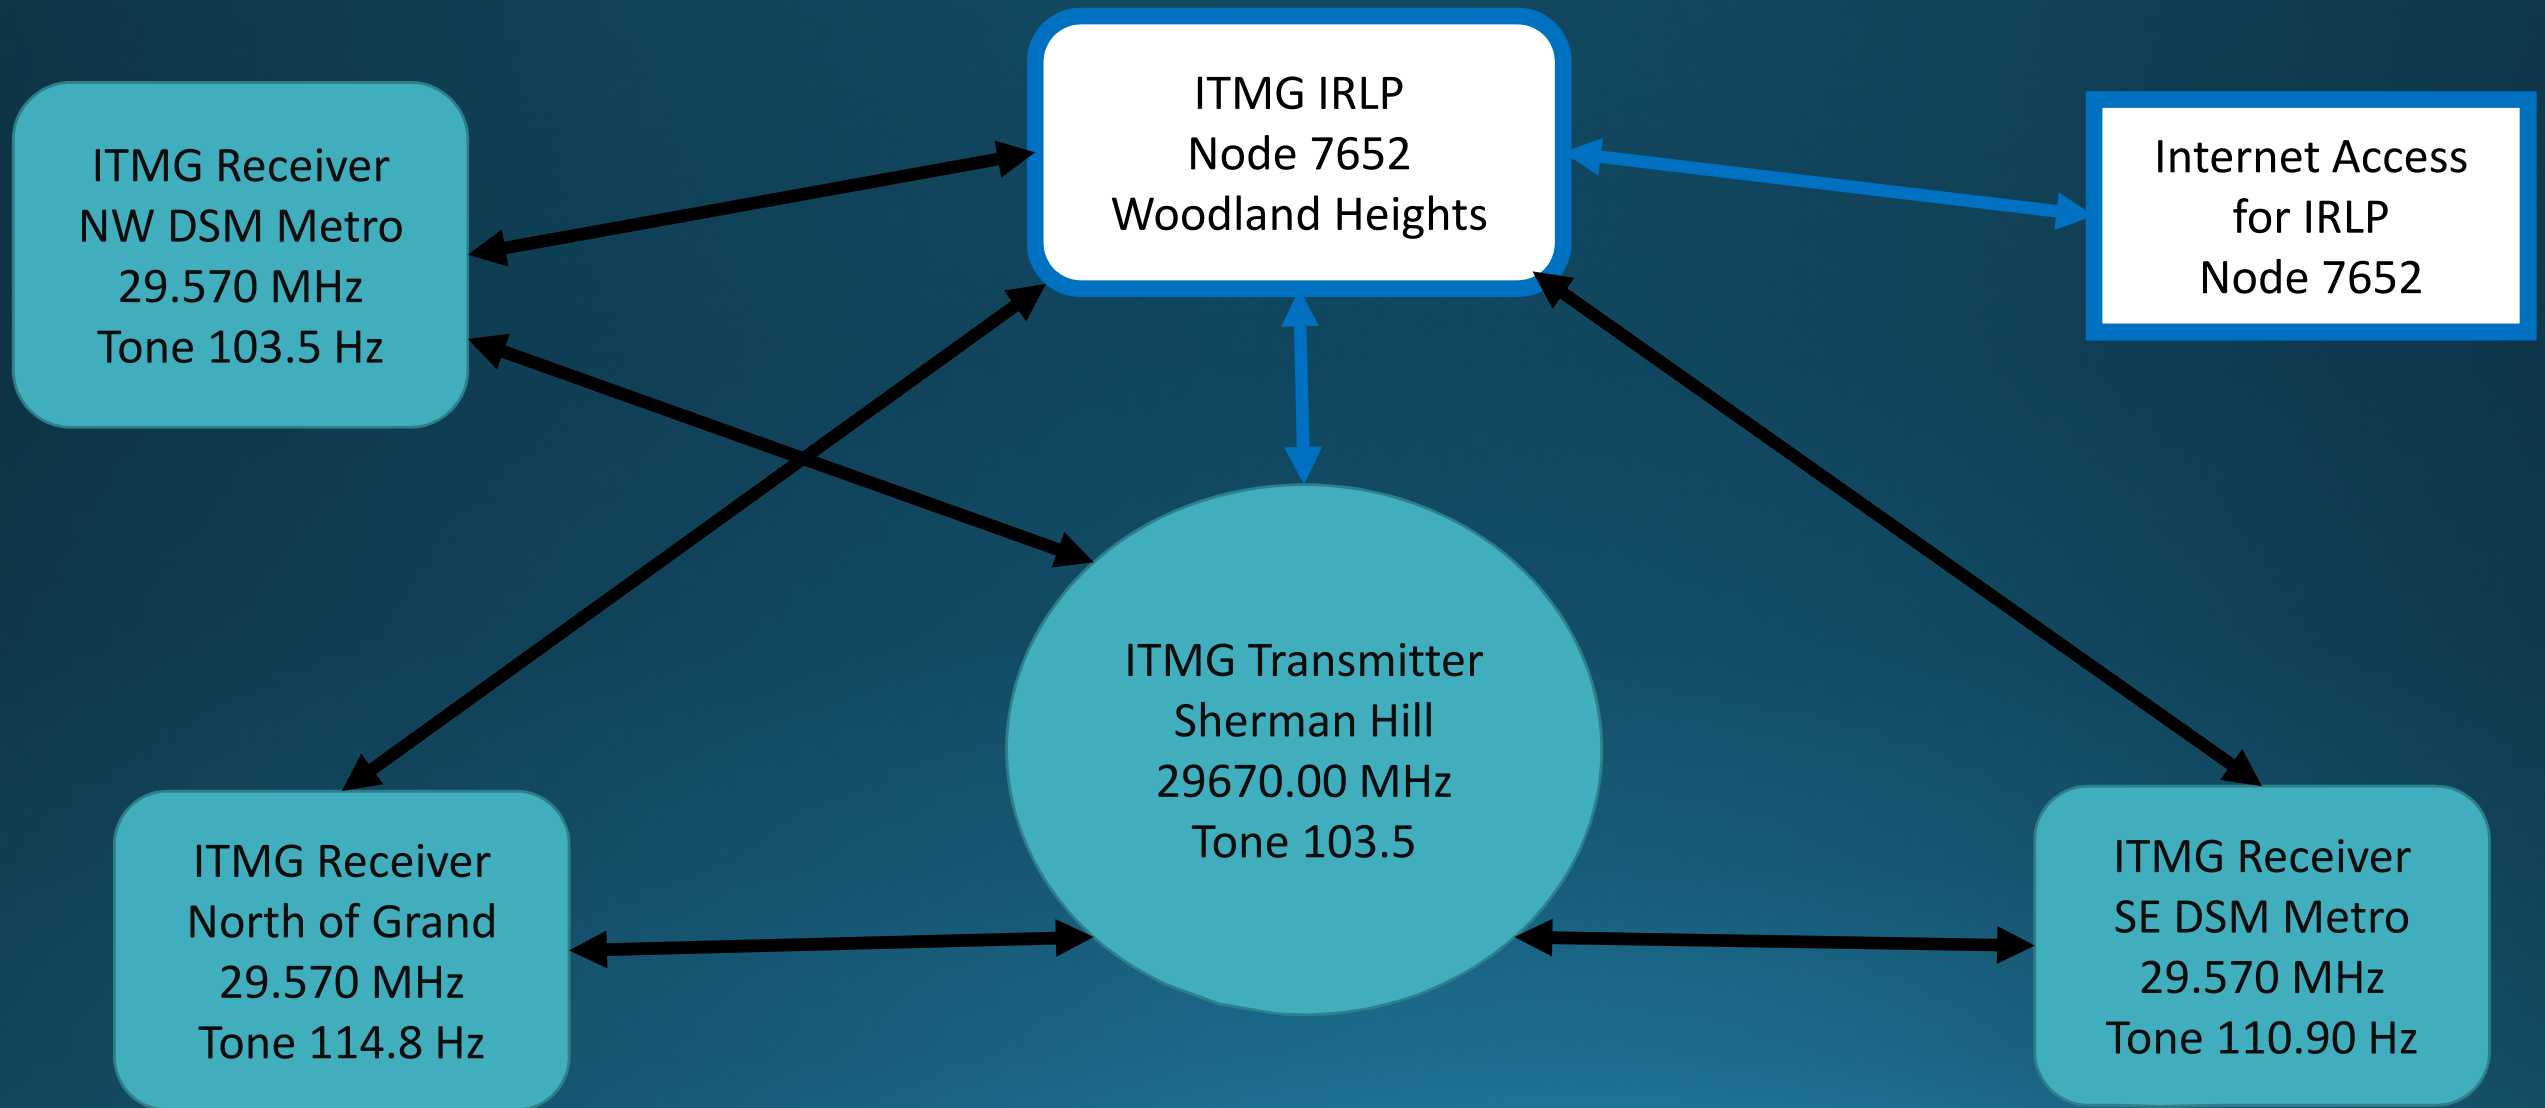 ITMG IRLP
Node 7652
Woodland Heights
ITMG Receiver
NW DSM Metro
29.570 MHz
Tone 103.5 Hz
Internet Access
for IRLP
Node 7652
ITMG Transmitter
Sherman Hill
29670.00 MHz
Tone 103.5
ITMG Receiver
North of Grand
29.570 MHz
Tone 114.8 Hz
ITMG Receiver
SE DSM Metro
29.570 MHz
Tone 110.90 Hz